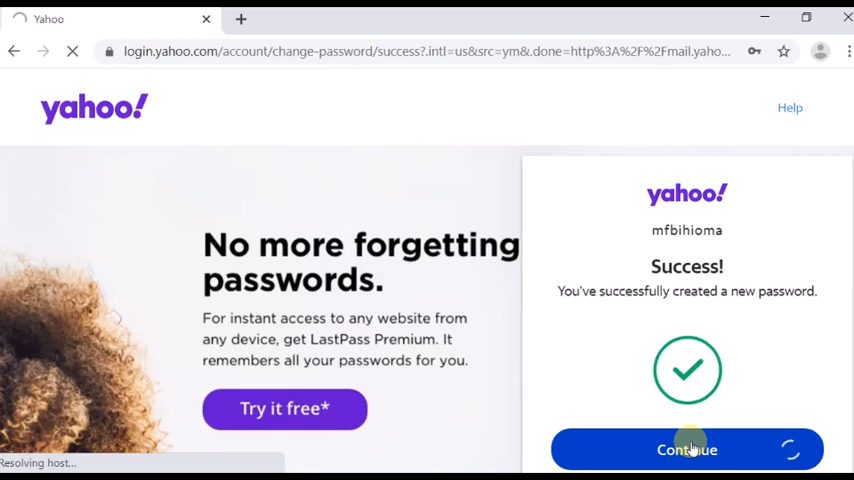 Yahoo
login.yahoo.com/account/change-password/success?.intl=us&src=ym&.done=http%3A%2F%2Fmail.yaho...
yahoo!
Help
No more forgetting
passwords.
For instant access to any website from
any device, get LastPass Premium. It
remembers all your passwords for you.
Try it free*
yahoo!
mfbihioma
Success!
You've successfully created a new password.
Continue
Resolving host...